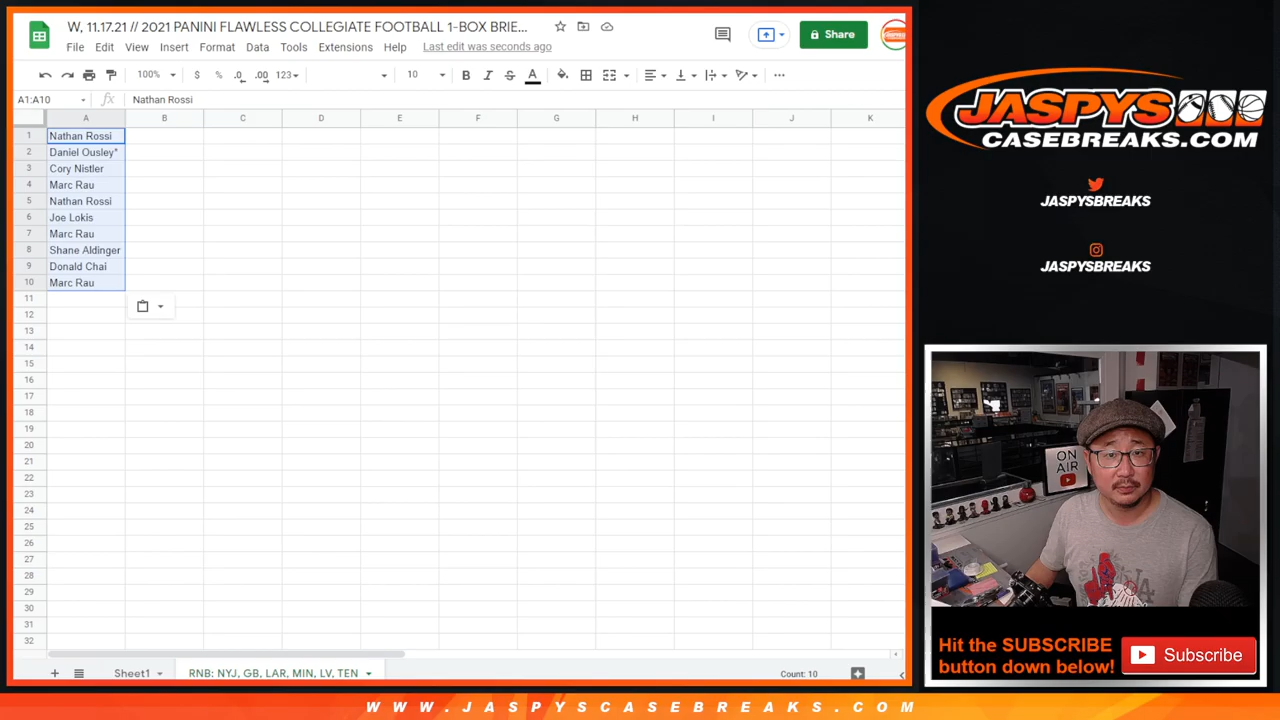 W, 11.17.21 // 2021 PANINI FLAWLESS COLLEGIATE FOOTBALL 1-BOX BRIE...
File Edit View Insert Format Data Tools Extensions Help Last edit was seconds ago
Share
100% $ % .0 .00 123 10 B I S A
A1:A10 fx Nathan Rossi
A B C D E F G H I J K
1 Nathan Rossi
2 Daniel Ousley*
3 Cory Nistler
4 Marc Rau
5 Nathan Rossi
6 Joe Lokis
7 Marc Rau
8 Shane Aldinger
9 Donald Chai
10 Marc Rau
11
12
13
14
15
16
17
18
19
20
21
22
23
24
25
26
27
28
29
30
31
32
+ Sheet1 RNB: NYJ, GB, LAR, MIN, LV, TEN Count: 10
JASPYS
CASEBREAKS.COM
JASPYSBREAKS
JASPYSBREAKS
ON
AIR
Hit the SUBSCRIBE
button down below!
Subscribe
WWW.JASPYSCASEBREAKS.COM